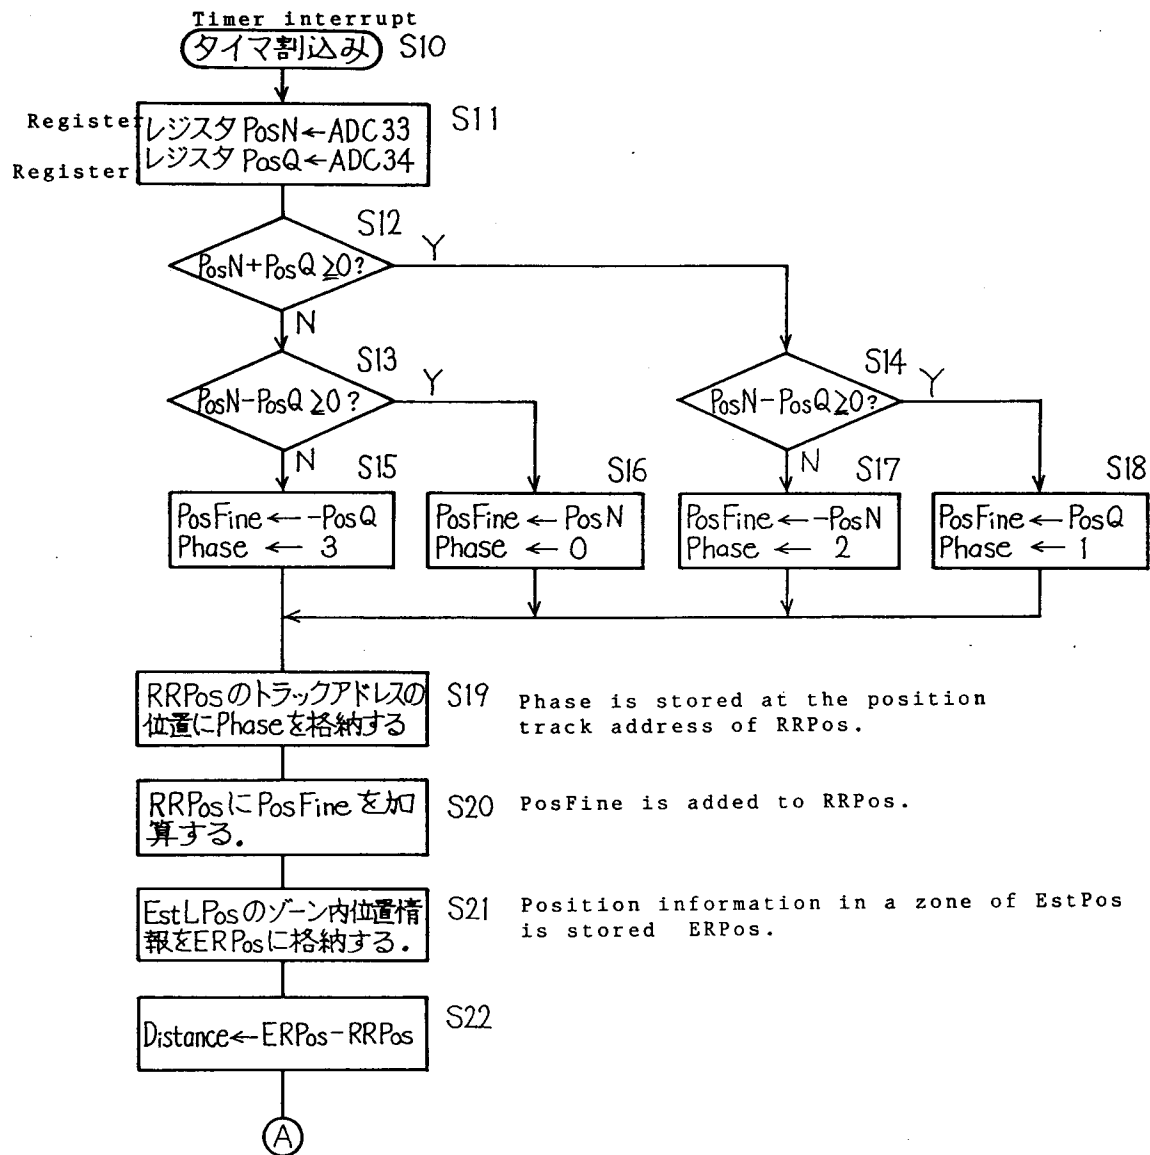 Timer interrupt
タイマ割込み S10
Register
レジスタ PosN←ADC33 S11
Register
レジスタ PosQ←ADC34
S12
PosN+PosQ≧0?
Y
N
S13
PosN-PosQ≧0?
Y
N
S14
PosN-PosQ≧0?
Y
N
S15
PosFine←-PosQ
Phase ← 3
S16
PosFine← PosN
Phase ← 0
S17
PosFine←-PosN
Phase ← 2
S18
PosFine← PosQ
Phase ← 1
RRPosのトラックアドレスの
位置にPhaseを格納する
S19
Phase is stored at the position
track address of RRPos.
RRPosにPosFineを加
算する.
S20
PosFine is added to RRPos.
EstLPosのゾーン内位置情
報をERPosに格納する.
S21
Position information in a zone of EstPos
is stored ERPos.
Distance←ERPos-RRPos
S22
A